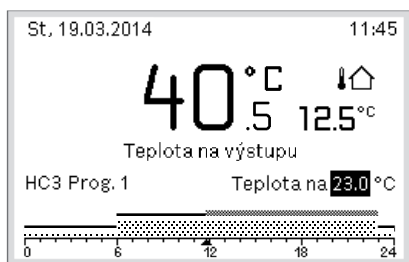 St, 19.03.2014 11:45
40.5 °C 12.5°C
Teplota na výstupu
HC3 Prog. 1 Teplota na 23.0 °C
0 6 12 18 24